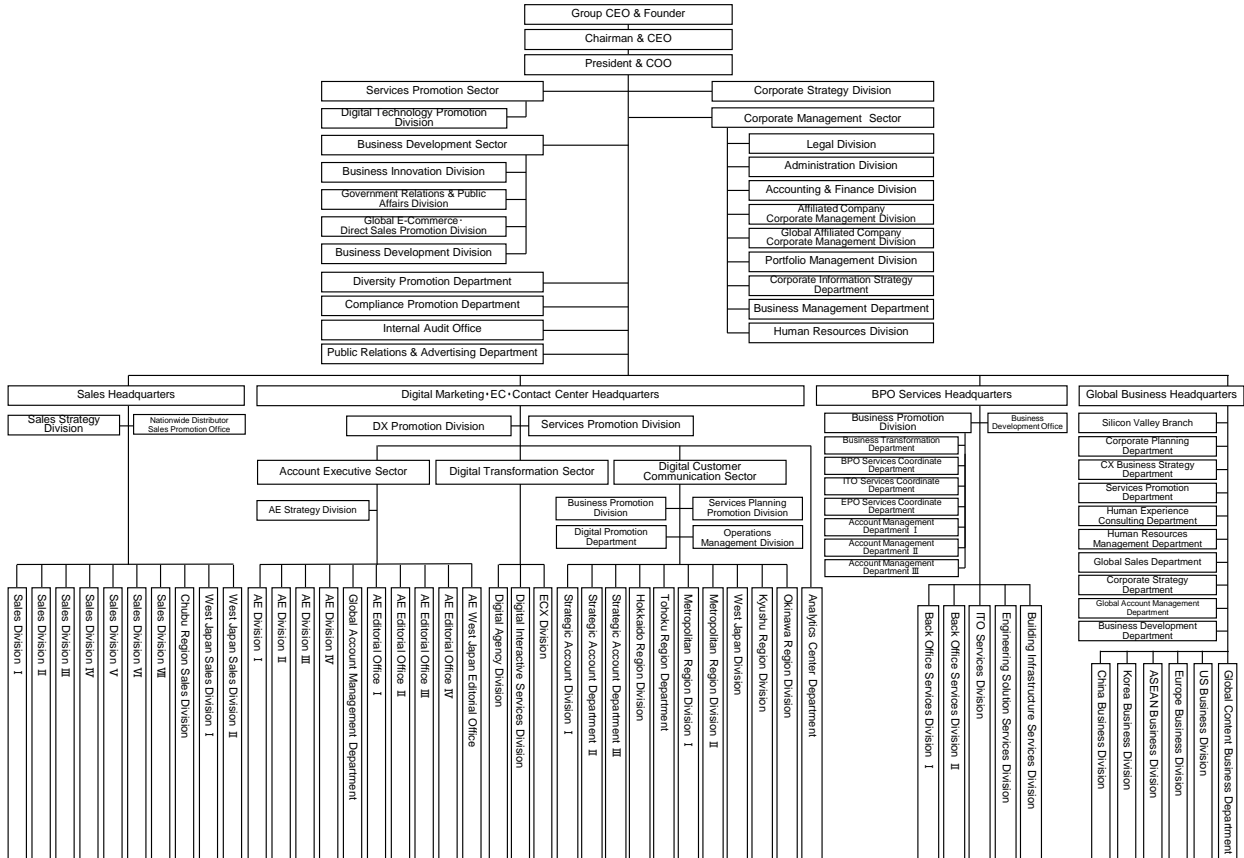 Group CEO & Founder
Chairman & CEO
President & COO
Services Promotion Sector
Corporate Strategy Division
Digital Technology Promotion
Division
Corporate Management Sector
Business Development Sector
Legal Division
Business Innovation Division
Administration Division
Government Relations & Public
Affairs Division
Accounting & Finance Division
Global E-Commerce・
Direct Sales Promotion Division
Affiliated Company
Corporate Management Division
Business Development Division
Global Affiliated Company
Corporate Management Division
Portfolio Management Division
Diversity Promotion Department
Corporate Information Strategy
Department
Compliance Promotion Department
Business Management Department
Internal Audit Office
Human Resources Division
Public Relations & Advertising Department
Sales Headquarters
Digital Marketing・EC・Contact Center Headquarters
BPO Services Headquarters
Global Business Headquarters
Sales Strategy
Division
Nationwide Distributor
Sales Promotion Office
DX Promotion Division
Services Promotion Division
Business Promotion
Division
Business
Development Office
Silicon Valley Branch
Account Executive Sector
Digital Transformation Sector
Digital Customer
Communication Sector
AE Strategy Division
Business Promotion
Division
Services Planning
Promotion Division
Digital Promotion
Department
Operations
Management Division
Business Transformation
Department
BPO Services Coordinate
Department
ITO Services Coordinate
Department
EPO Services Coordinate
Department
Account Management
Department Ⅰ
Account Management
Department Ⅱ
Account Management
Department Ⅲ
Corporate Planning
Department
CX Business Strategy
Department
Services Promotion
Department
Human Experience
Consulting Department
Human Resources
Management Department
Global Sales Department
Corporate Strategy
Department
Global Account Management
Department
Business Development
Department
Sales Division Ⅰ
Sales Division Ⅱ
Sales Division Ⅲ
Sales Division Ⅳ
Sales Division Ⅴ
Sales Division Ⅵ
Sales Division Ⅶ
Chubu Region Sales Division
West Japan Sales Division Ⅰ
West Japan Sales Division Ⅱ
AE Division Ⅰ
AE Division Ⅱ
AE Division Ⅲ
AE Division Ⅳ
Global Account Management Department
AE Editorial Office Ⅰ
AE Editorial Office Ⅱ
AE Editorial Office Ⅲ
AE Editorial Office Ⅳ
AE West Japan Editorial Office
Digital Agency Division
Digital Interactive Services Division
ECX Division
Strategic Account Division Ⅰ
Strategic Account Department Ⅱ
Strategic Account Department Ⅲ
Hokkaido Region Division
Tohoku Region Department
Metropolitan Region Division Ⅰ
Metropolitan Region Division Ⅱ
West Japan Division
Kyushu Region Division
Okinawa Region Division
Analytics Center Department
Back Office Services Division Ⅰ
Back Office Services Division Ⅱ
ITO Services Division
Engineering Solution Services Division
Building Infrastructure Services Division
China Business Division
Korea Business Division
ASEAN Business Division
Europe Business Division
US Business Division
Global Content Business Department